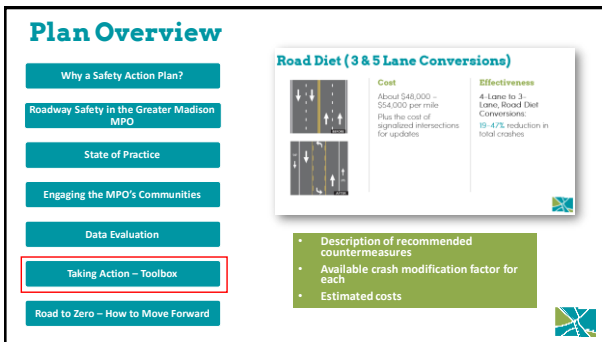 Plan Overview
Why a Safety Action Plan?
Roadway Safety in the Greater Madison
MPO
State of Practice
Engaging the MPO's Communities
Data Evaluation
Taking Action – Toolbox
Road to Zero – How to Move Forward
Road Diet (3 & 5 Lane Conversions)
Cost
About $48,000 –
$54,000 per mile
Plus the cost of
signalized intersections
for updates
Effectiveness
4-Lane to 3-
Lane, Road Diet
Conversions:
19-47% reduction in
total crashes
• Description of recommended
countermeasures
• Available crash modification factor for
each
• Estimated costs